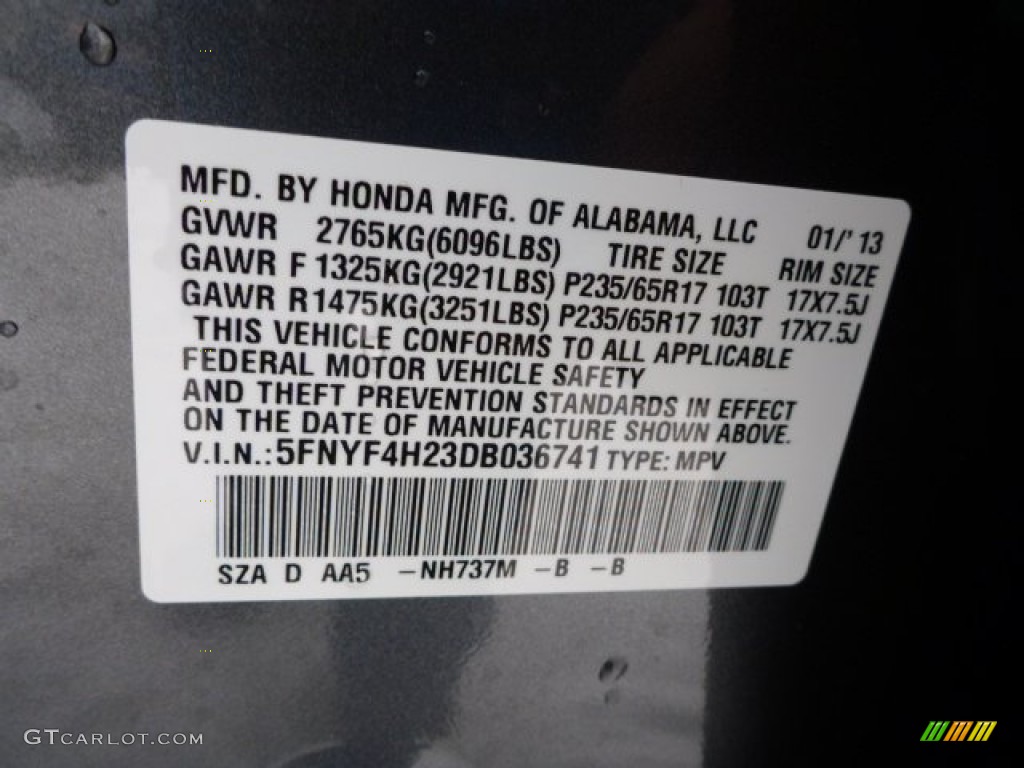 MFD. BY HONDA MFG. OF ALABAMA, LLC 01/'13
GVWR 2765KG(6096LBS) TIRE SIZE RIM SIZE
GAWR F 1325KG(2921LBS) P235/65R17 103T 17X7.5J
GAWR R1475KG(3251LBS) P235/65R17 103T 17X7.5J
THIS VEHICLE CONFORMS TO ALL APPLICABLE
FEDERAL MOTOR VEHICLE SAFETY
AND THEFT PREVENTION STANDARDS IN EFFECT
ON THE DATE OF MANUFACTURE SHOWN ABOVE.
V.I.N.: 5FNYF4H23DB036741 TYPE: MPV
SZA D AA5 -NH737M -B -B
GTCARLOT.COM